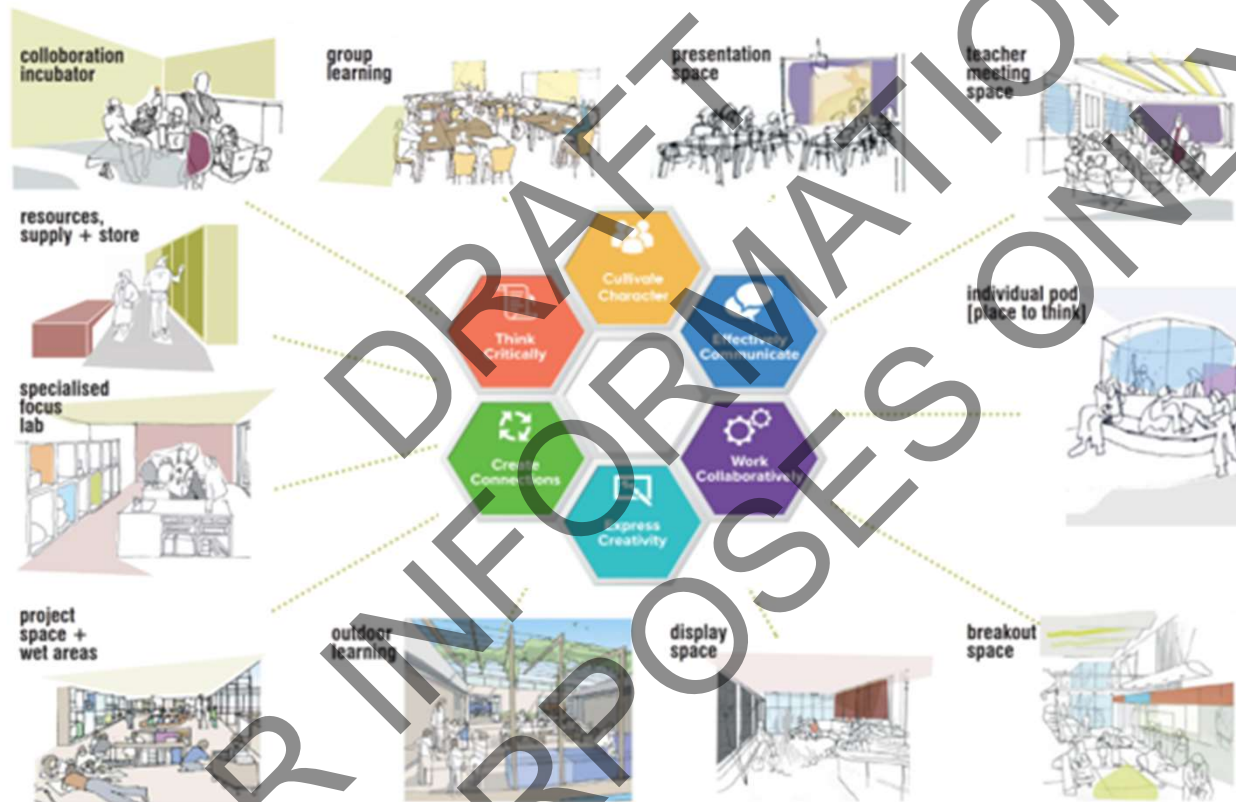 colloboration
incubator
group
learning
presentation
space
teacher
meeting
space
resources,
supply + store
individual pod
[place to think]
specialised
focus
lab
Cultivate
Character
Think
Critically
Effectively
Communicate
Create
Connections
Work
Collaboratively
Express
Creativity
project
space +
wet areas
outdoor
learning
display
space
breakout
space
DRAFT
R INFORMATION
RPOSES ONLY